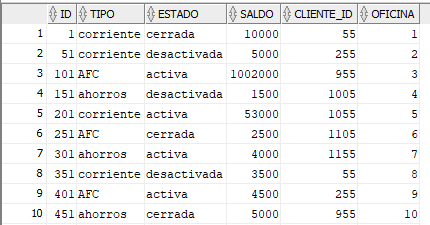 ID TIPO ESTADO SALDO CLIENTE_ID OFICINA
1 1 corriente cerrada 10000 55 1
2 51 corriente desactivada 5000 255 2
3 101 AFC activa 1002000 955 3
4 151 ahorros desactivada 1500 1005 4
5 201 corriente activa 53000 1055 5
6 251 AFC cerrada 2500 1105 6
7 301 ahorros activa 4000 1155 7
8 351 corriente desactivada 3500 55 8
9 401 AFC activa 4500 255 9
10 451 ahorros cerrada 5000 955 10